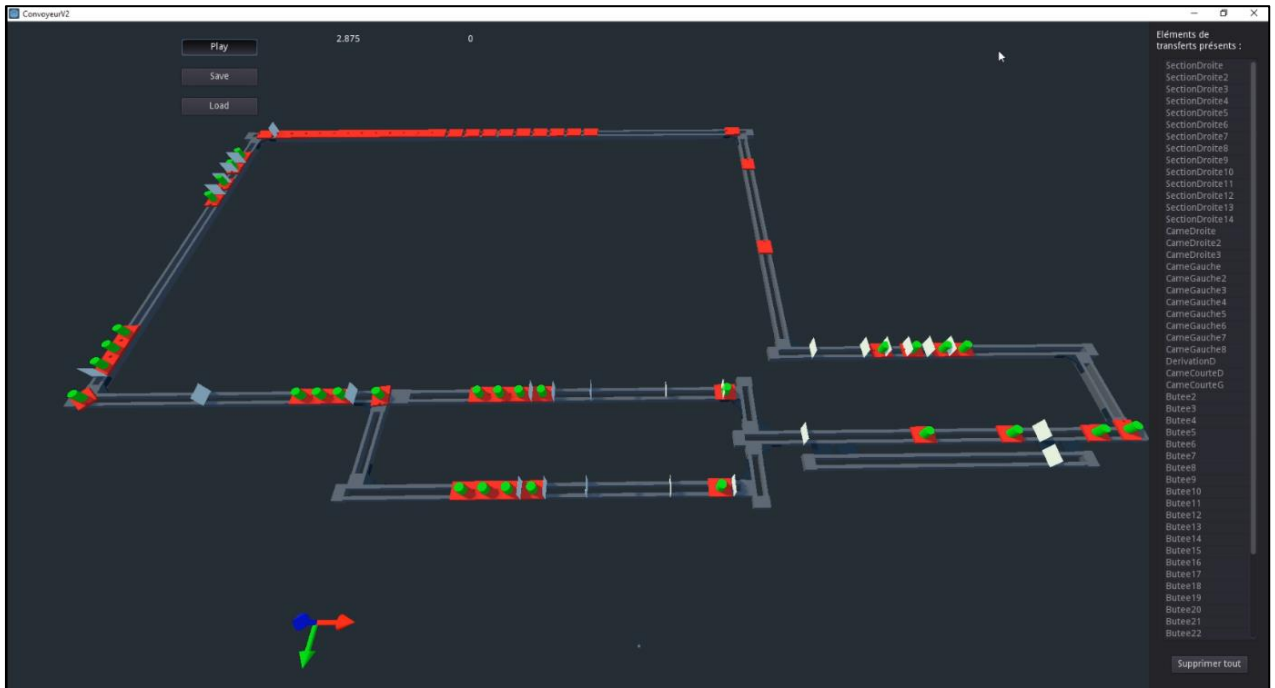 ConvoyeurV2
Play
2.875
0
Save
Load
Eléments de
transferts présents :
SectionDroite
SectionDroite2
SectionDroite3
SectionDroite4
SectionDroite5
SectionDroite6
SectionDroite7
SectionDroite8
SectionDroite9
SectionDroite10
SectionDroite11
SectionDroite12
SectionDroite13
SectionDroite14
CameDroite
CameDroite2
CameDroite3
CameGauche
CameGauche2
CameGauche3
CameGauche4
CameGauche5
CameGauche6
CameGauche7
CameGauche8
DerivationD
CameCourteD
CameCourteG
Butee2
Butee3
Butee4
Butee5
Butee6
Butee7
Butee8
Butee9
Butee10
Butee11
Butee12
Butee13
Butee14
Butee15
Butee16
Butee17
Butee18
Butee19
Butee20
Butee21
Butee22
Supprimer tout